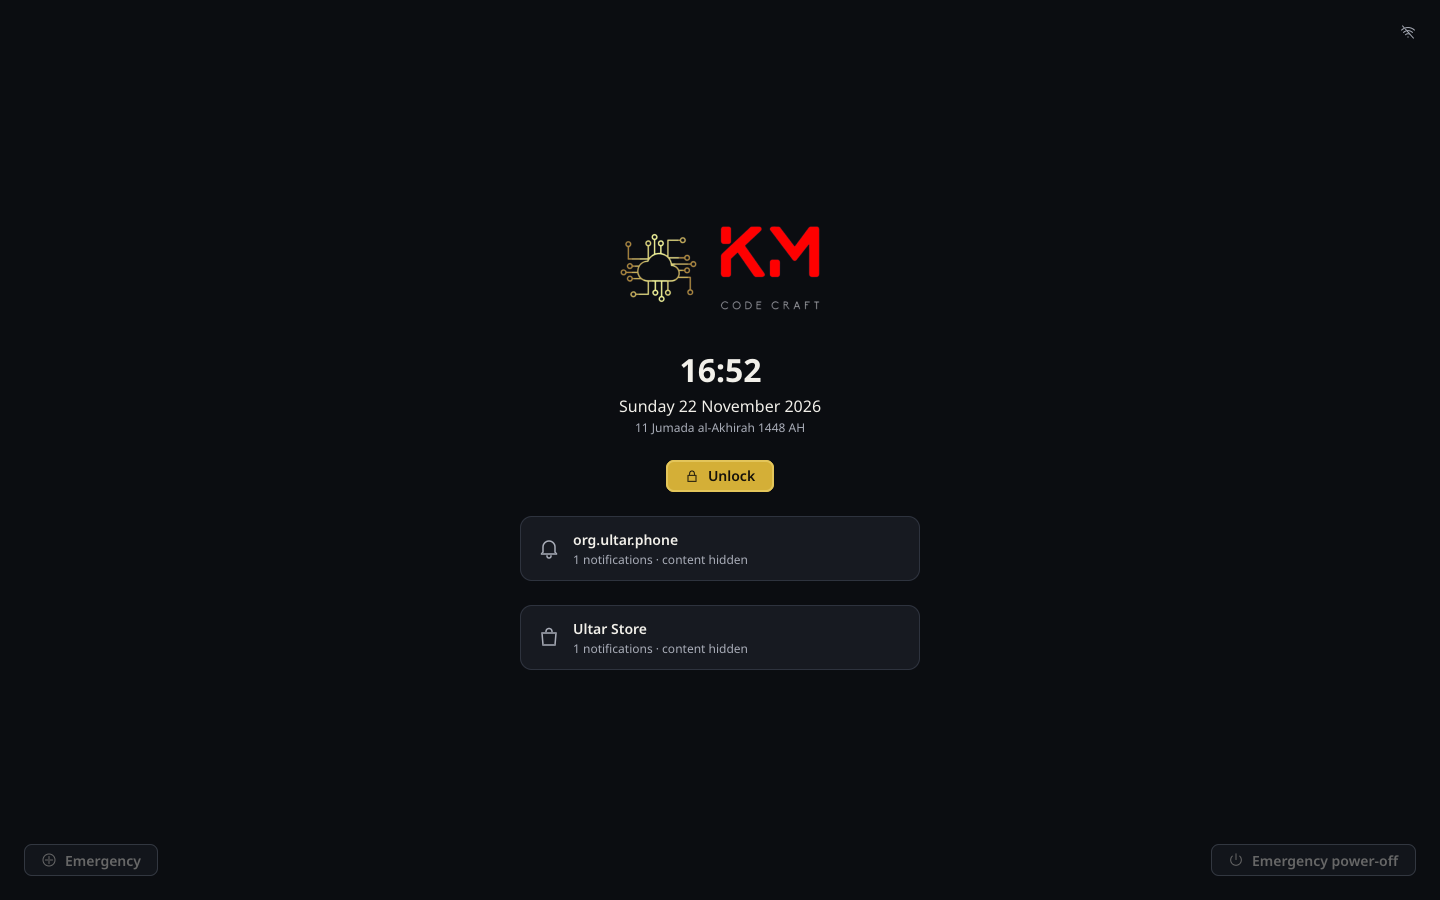 KM
CODE CRAFT
16:52
Sunday 22 November 2026
11 Jumada al-Akhirah 1448 AH
Unlock
org.ultar.phone
1 notifications · content hidden
Ultar Store
1 notifications · content hidden
Emergency
Emergency power-off